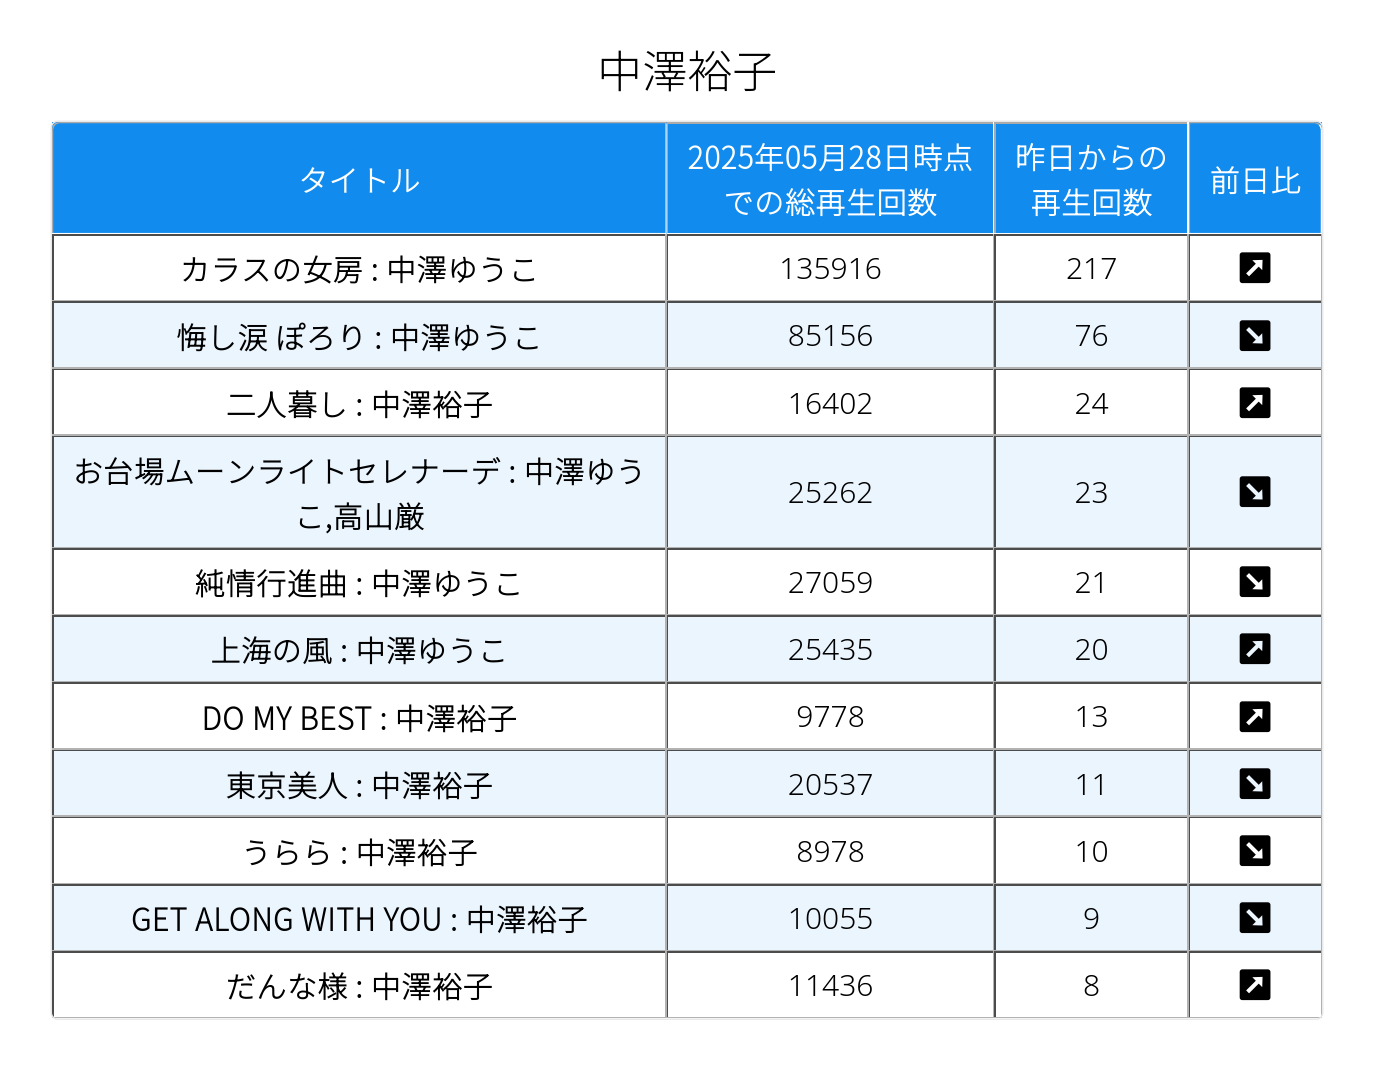 中澤裕子
タイトル
2025年05月28日時点
での総再生回数
昨日からの
再生回数
前日比
カラスの女房 : 中澤ゆうこ 135916 217
悔し涙 ぽろり : 中澤ゆうこ 85156 76
二人暮し : 中澤裕子 16402 24
お台場ムーンライトセレナーデ : 中澤ゆう
こ,高山厳 25262 23
純情行進曲 : 中澤ゆうこ 27059 21
上海の風 : 中澤ゆうこ 25435 20
DO MY BEST : 中澤裕子 9778 13
東京美人 : 中澤裕子 20537 11
うらら : 中澤裕子 8978 10
GET ALONG WITH YOU : 中澤裕子 10055 9
だんな様 : 中澤裕子 11436 8